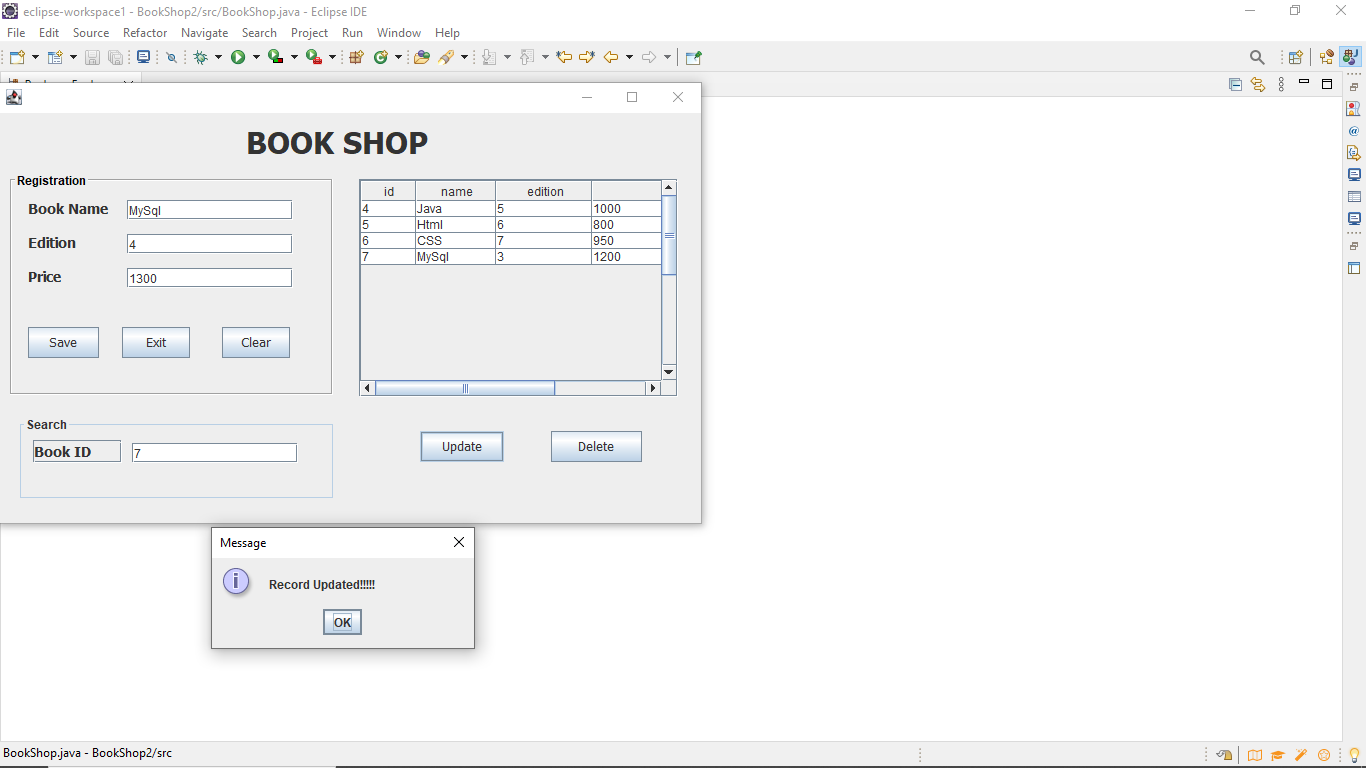 eclipse-workspace1 - BookShop2/src/BookShop.java - Eclipse IDE
File Edit Source Refactor Navigate Search Project Run Window Help
BOOK SHOP
Registration
Book Name MySql
Edition 4
Price 1300
Save Exit Clear
id name edition
4 Java 5 1000
5 Html 6 800
6 CSS 7 950
7 MySql 3 1200
Search
Book ID 7
Update Delete
Message
Record Updated!!!!!
OK
BookShop.java - BookShop2/src